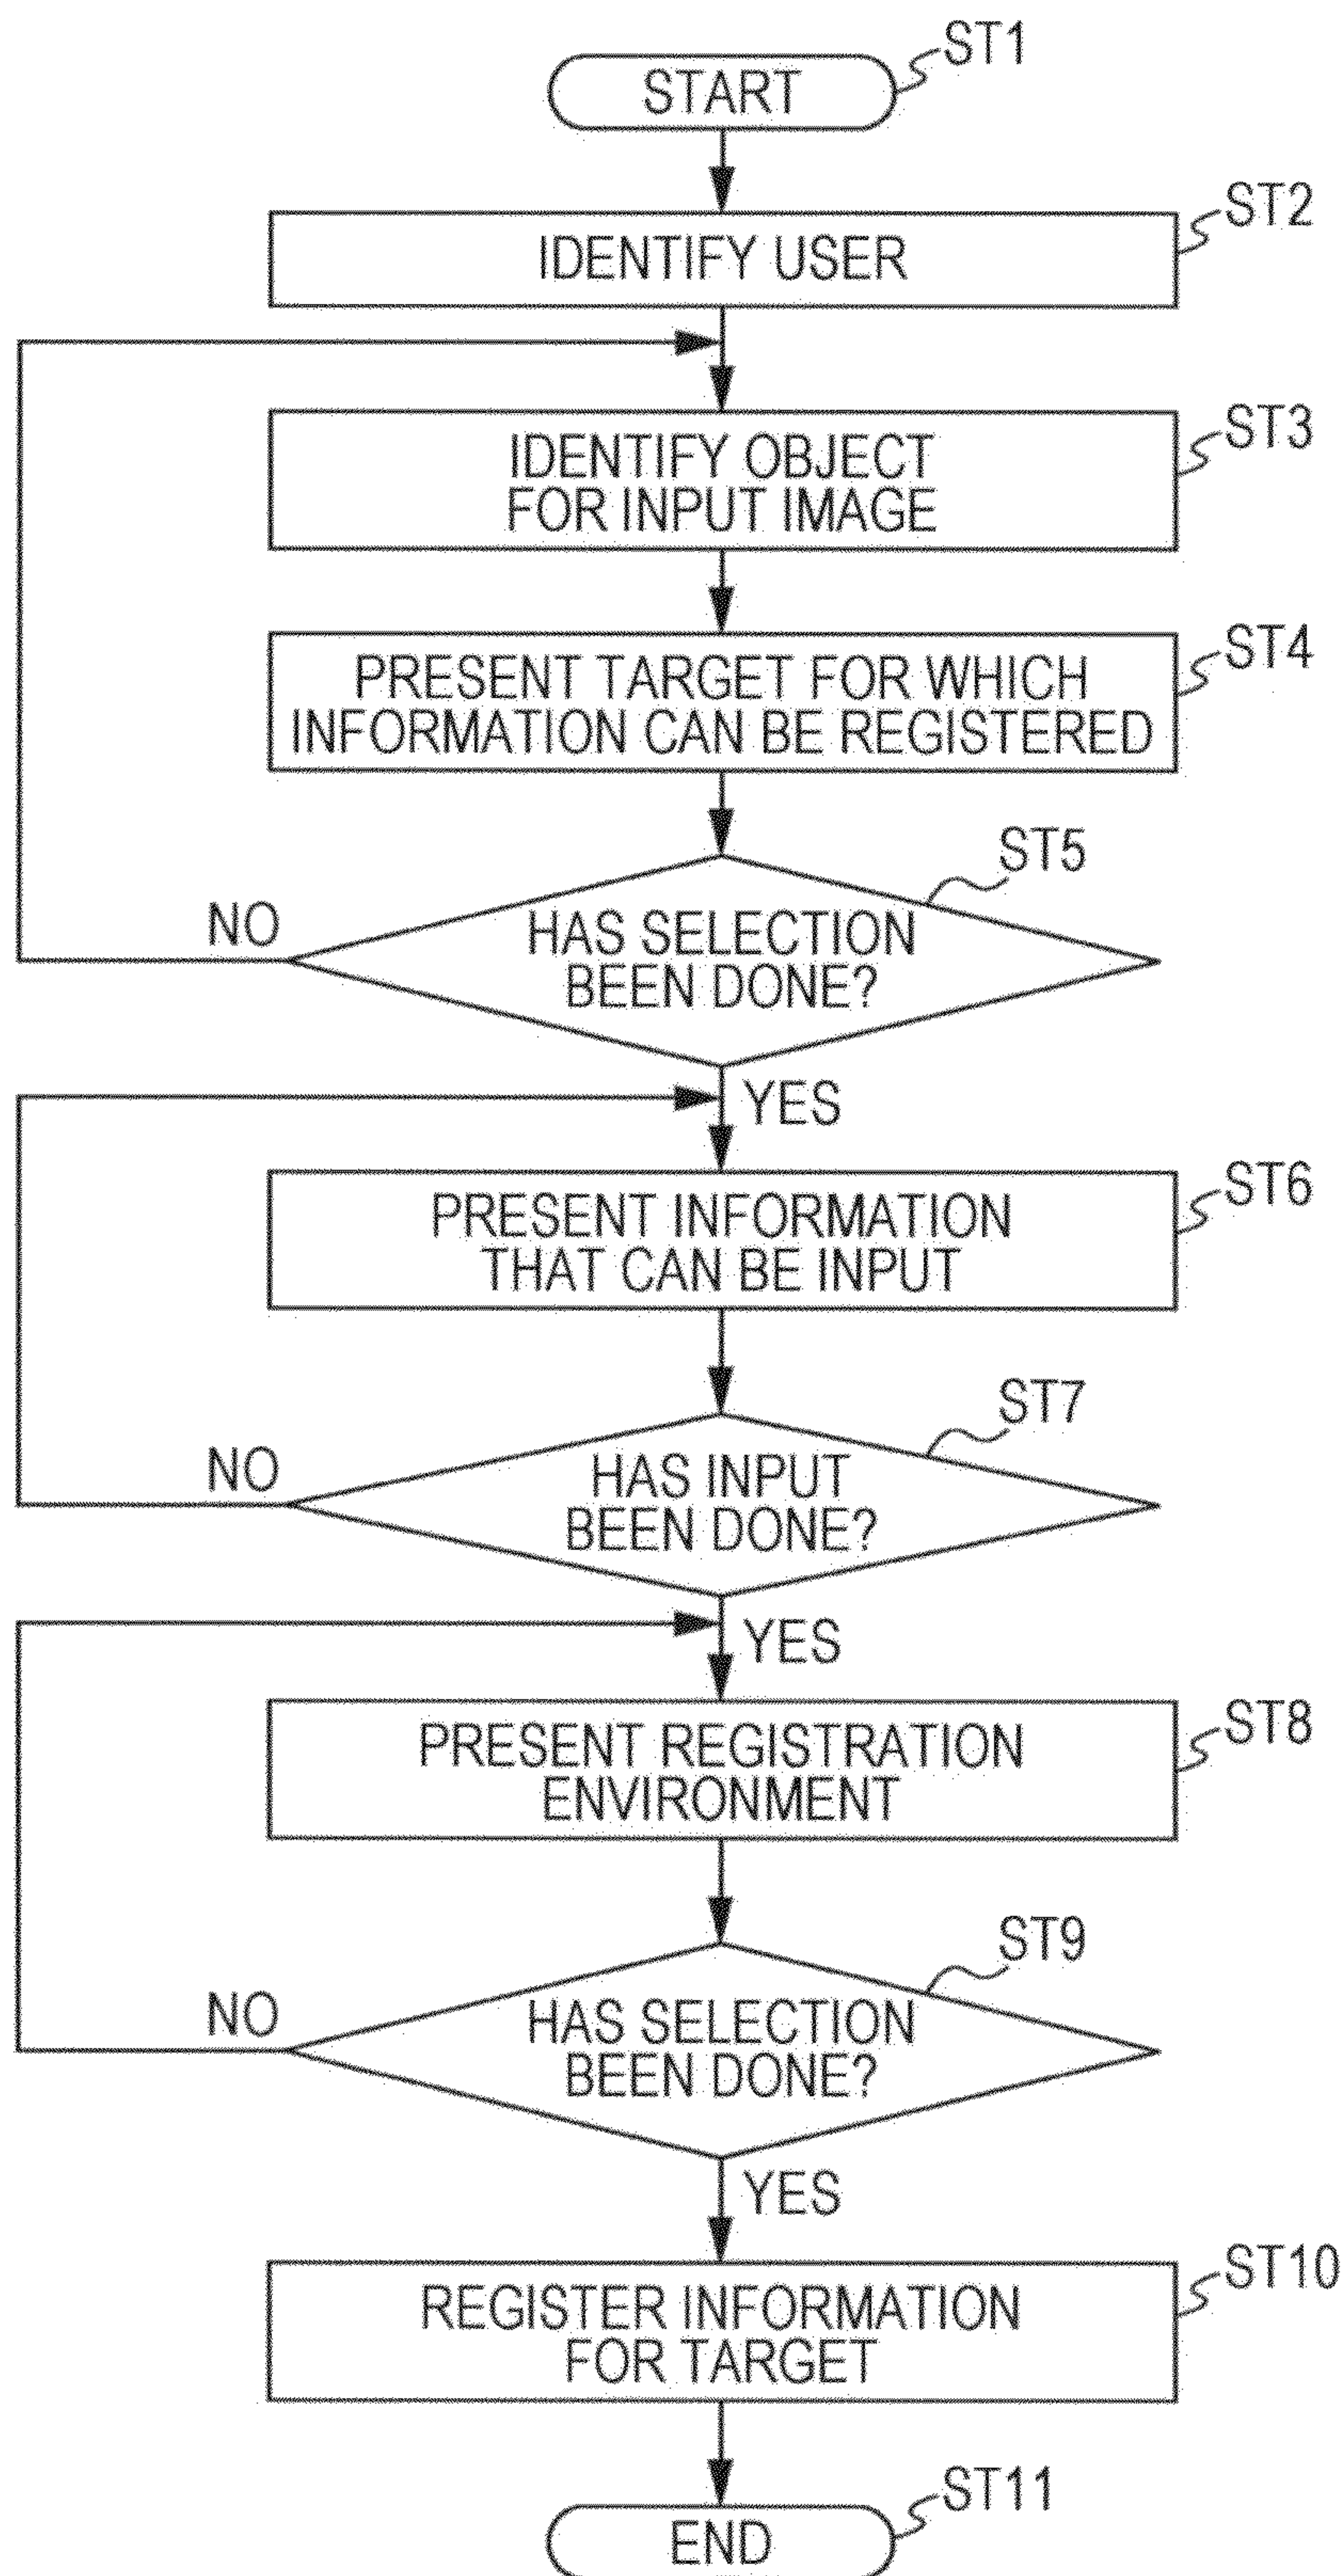 START
ST1
IDENTIFY USER
ST2
IDENTIFY OBJECT
FOR INPUT IMAGE
ST3
PRESENT TARGET FOR WHICH
INFORMATION CAN BE REGISTERED
ST4
HAS SELECTION
BEEN DONE?
ST5
NO
YES
PRESENT INFORMATION
THAT CAN BE INPUT
ST6
HAS INPUT
BEEN DONE?
ST7
NO
YES
PRESENT REGISTRATION
ENVIRONMENT
ST8
HAS SELECTION
BEEN DONE?
ST9
NO
YES
REGISTER INFORMATION
FOR TARGET
ST10
END
ST11